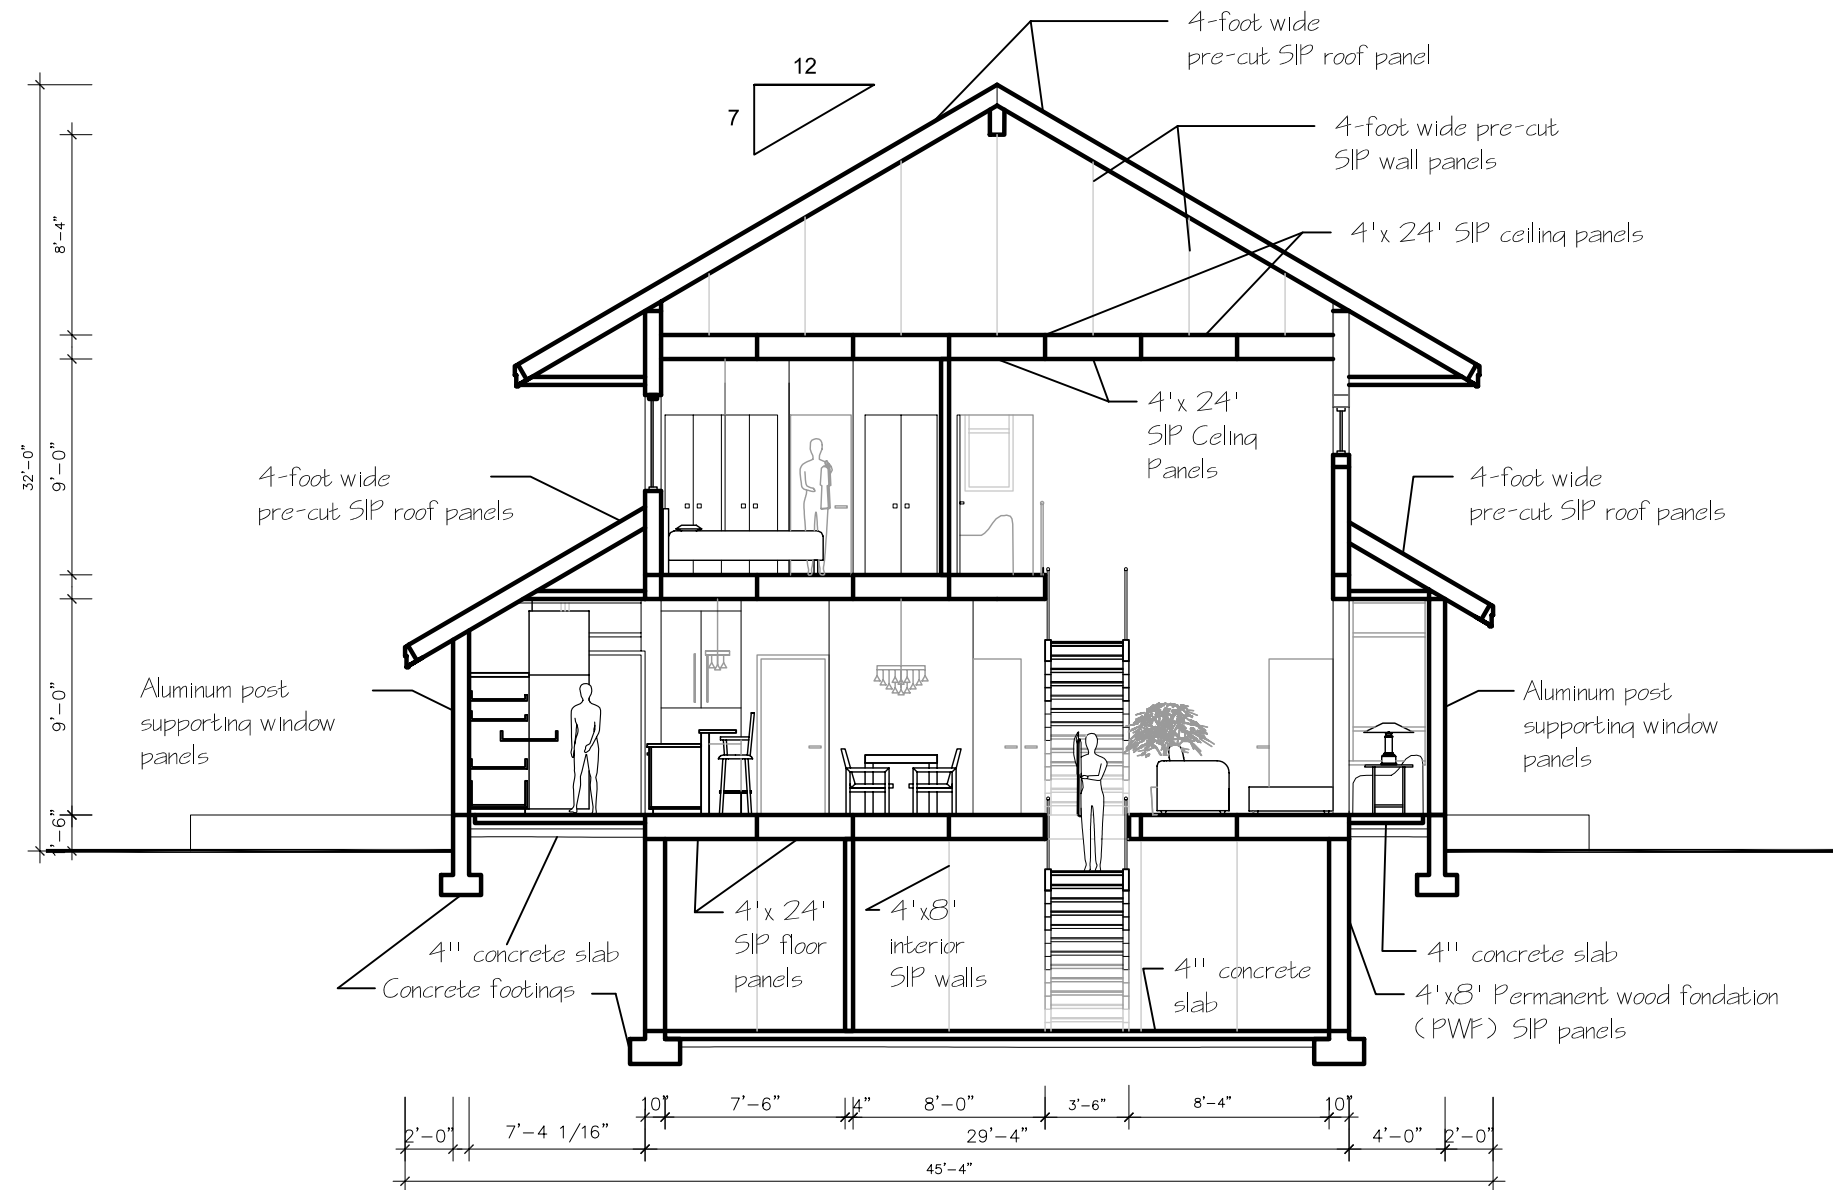 4-foot wide
pre-cut SIP roof panel
12
7
4-foot wide pre-cut
SIP wall panels
4'x 24' SIP ceiling panels
8'-4"
4'x 24'
SIP Celing
Panels
32'-0"
9'-0"
4-foot wide
pre-cut SIP roof panels
4-foot wide
pre-cut SIP roof panels
Aluminum post
supporting window
panels
9'-0"
Aluminum post
supporting window
panels
'-6"
4'x 24'
SIP floor
panels
4'x8'
interior
SIP walls
4" concrete slab
Concrete footings
4" concrete
slab
4" concrete slab
4'x8' Permanent wood fondation
(PWF) SIP panels
10"
7'-6"
4"
8'-0"
3'-6"
8'-4"
10"
2'-0"
7'-4 1/16"
29'-4"
4'-0"
2'-0"
45'-4"